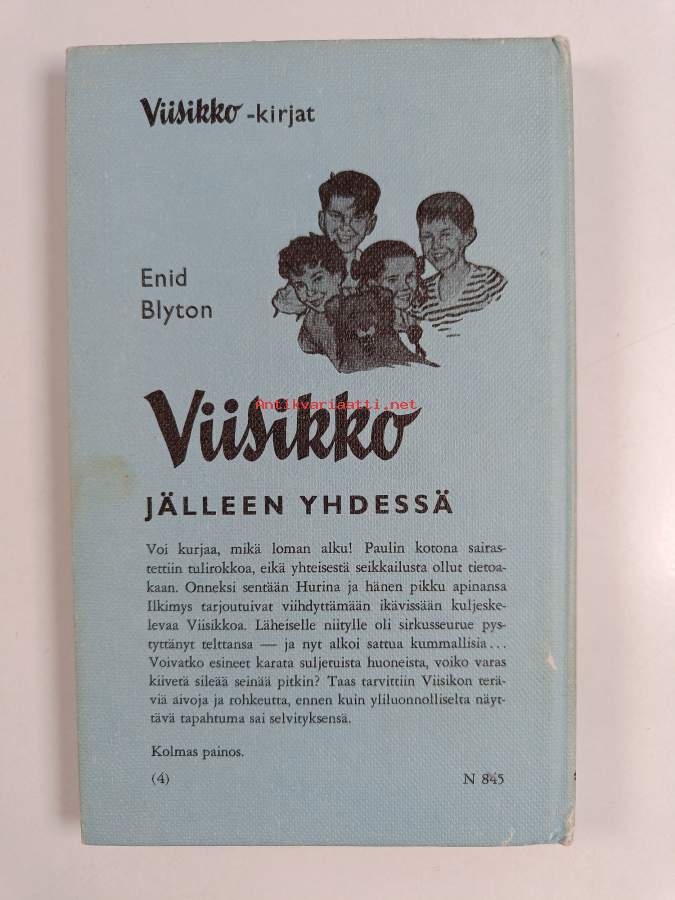 Viisikko -kirjat
Enid
Blyton
Viisikko
Antikvariaatti.net
JÄLLEEN YHDESSÄ
Voi kurjaa, mikä loman alku! Paulin kotona sairas-
tettiin tulirokkoa, eikä yhteisestä seikkailusta ollut tietoa-
kaan. Onneksi sentään Hurina ja hänen pikku apinansa
Ilkimys tarjoutuivat viihdyttämään ikävissään kuljeske-
levaa Viisikkoa. Läheiselle niitylle oli sirkusseurue pys-
tyttänyt telttansa — ja nyt alkoi sattua kummallisia...
Voivatko esineet karata suljetuista huoneista, voiko varas
kiivetä sileää seinää pitkin? Taas tarvittiin Viisikon terä-
viä aivoja ja rohkeutta, ennen kuin yliluonnolliselta näyt-
tävä tapahtuma sai selvityksensä.
Kolmas painos.
(4) N 845